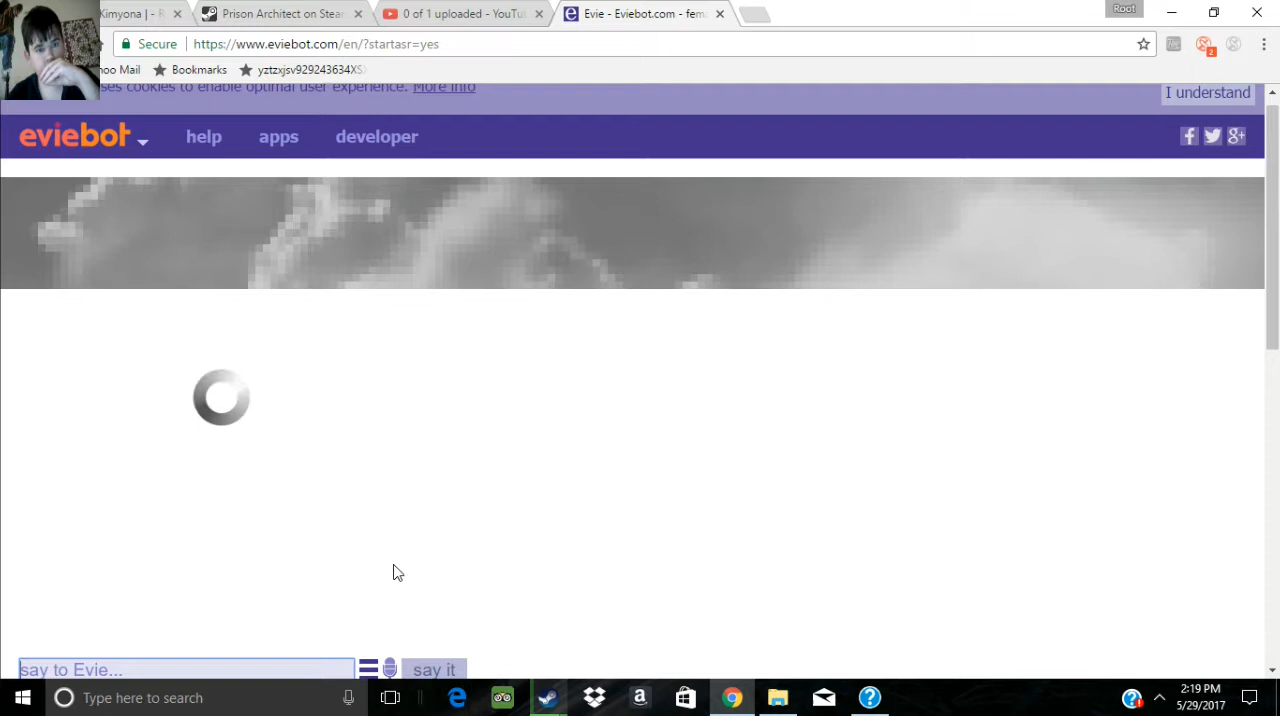 Kimyona | - R
Prison Architect on Stear
0 of 1 uploaded - YouTu
Evie - Eviebot.com - fema
Root
Secure
https://www.eviebot.com/en/?startasr=yes
hoo Mail
Bookmarks
yztzxjsv929243634XS
ses cookies to enable optimal user experience. More info
I understand
eviebot
help
apps
developer
say to Evie...
say it
Type here to search
2:19 PM
5/29/2017